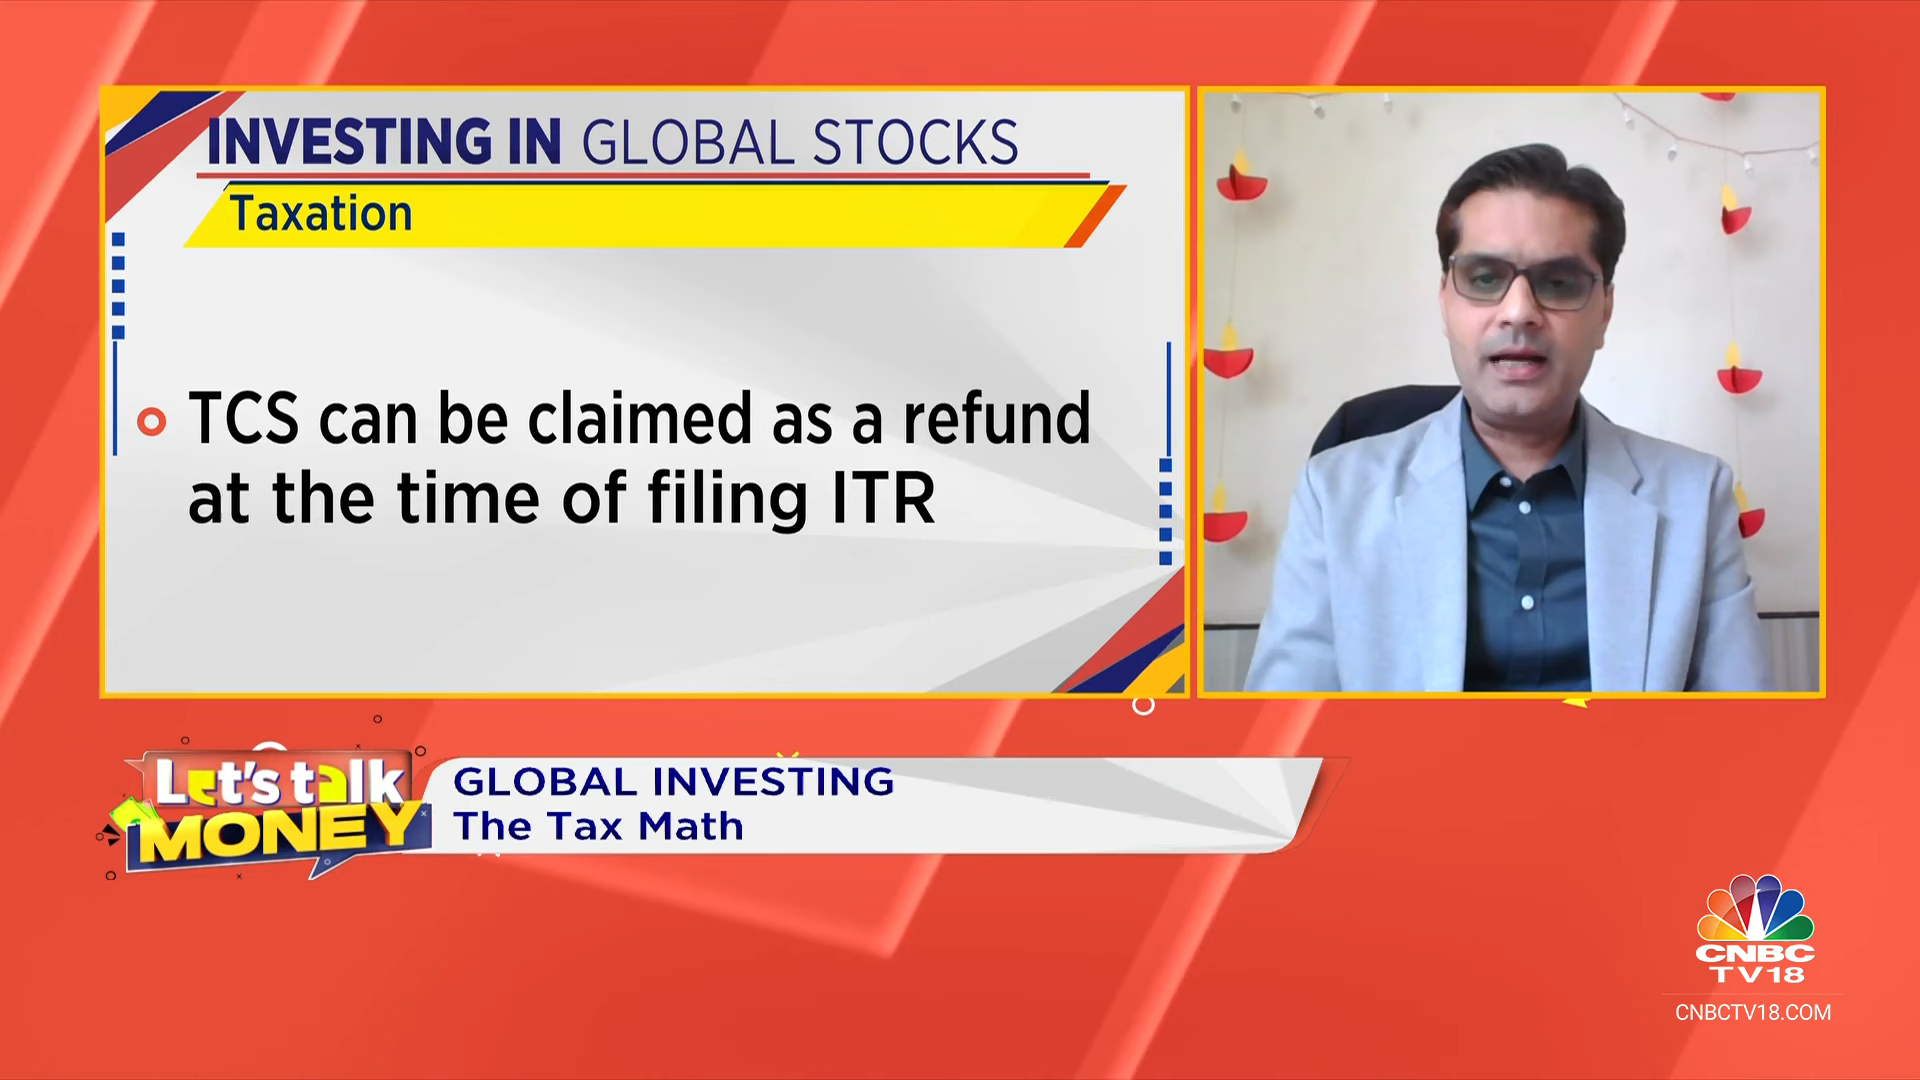 INVESTING IN GLOBAL STOCKS
Taxation
TCS can be claimed as a refund
at the time of filing ITR
Let's talk
MONEY
GLOBAL INVESTING
The Tax Math
CNBC
TV18
CNBCTV18.COM